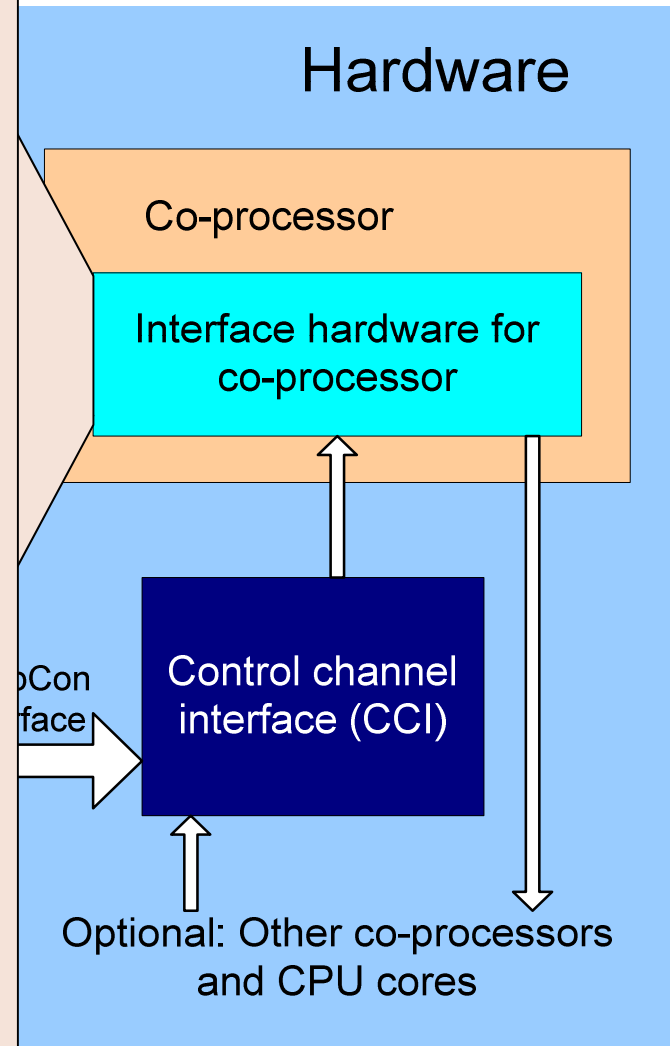 Hardware
Co-processor
Interface hardware for
co-processor
Control channel
interface (CCI)
Optional: Other co-processors
and CPU cores